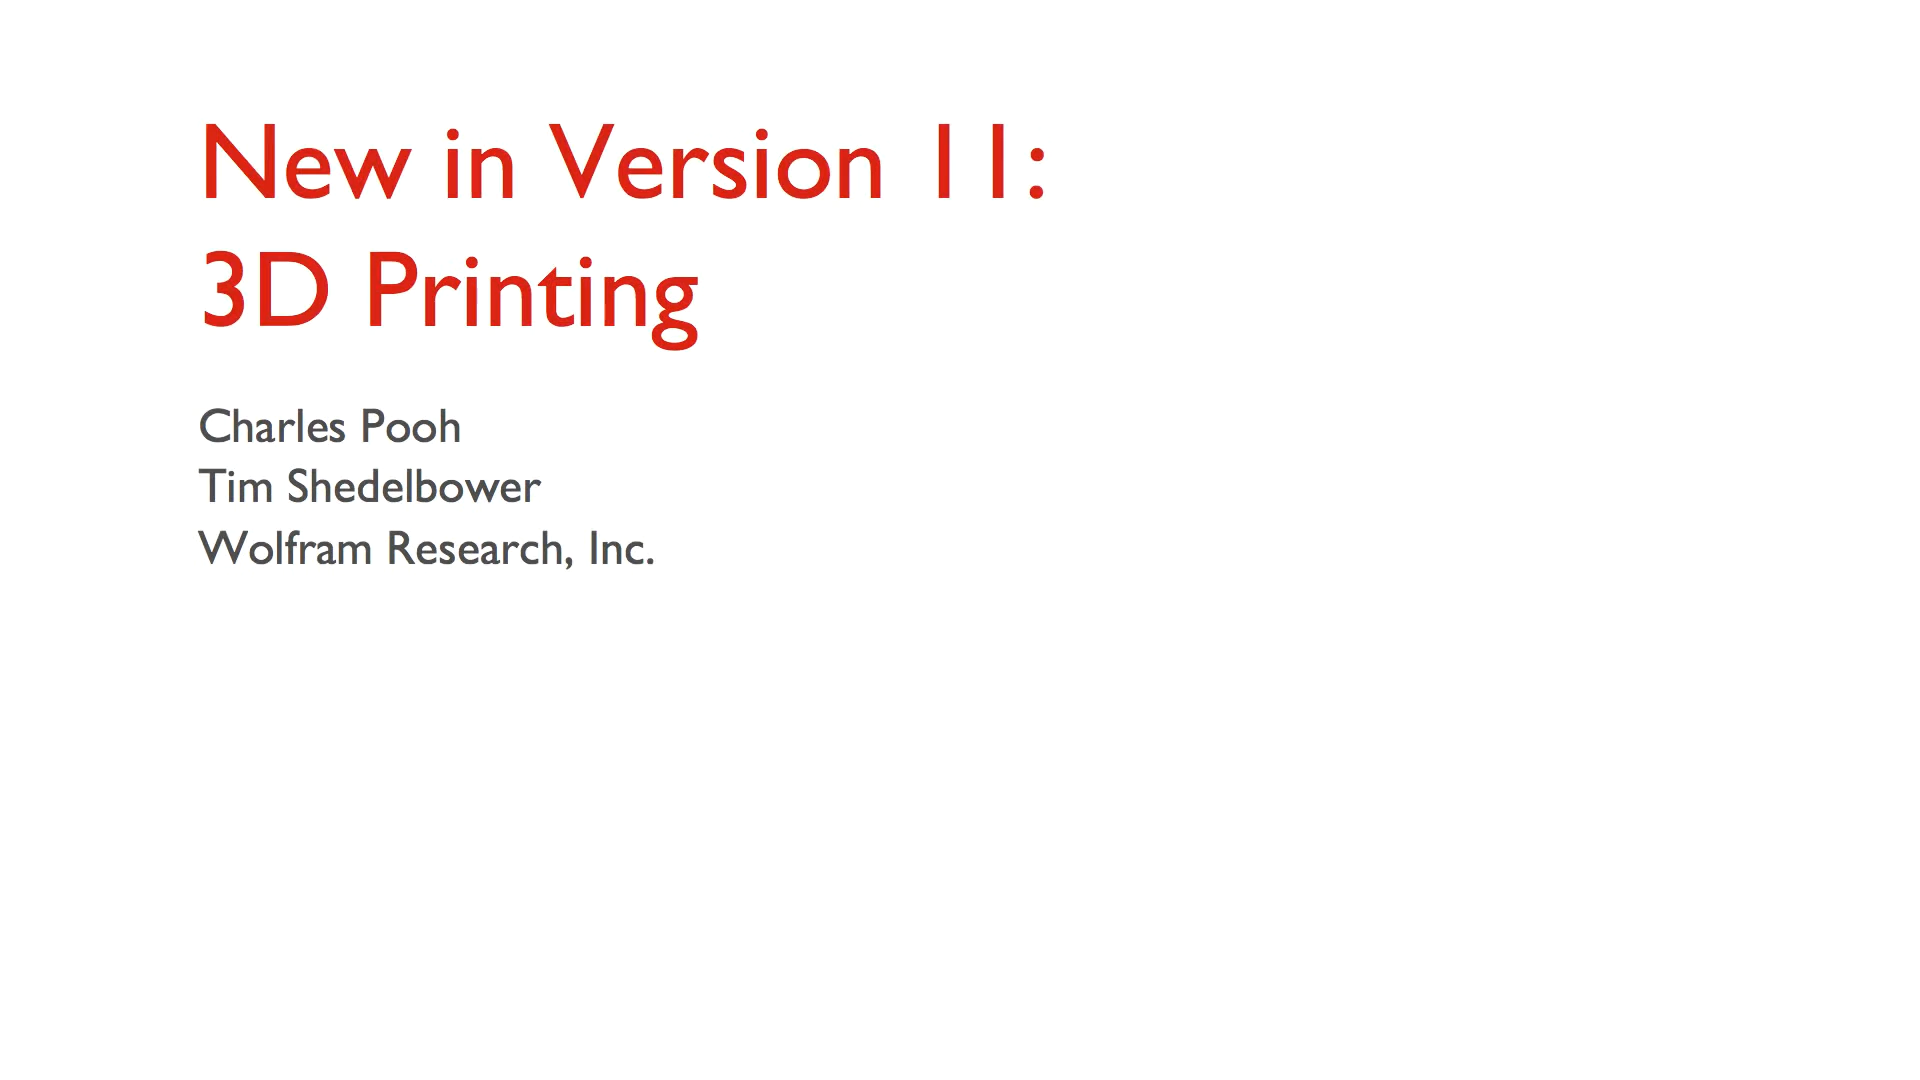 New in Version 11:
3D Printing
Charles Pooh
Tim Shedelbower
Wolfram Research, Inc.